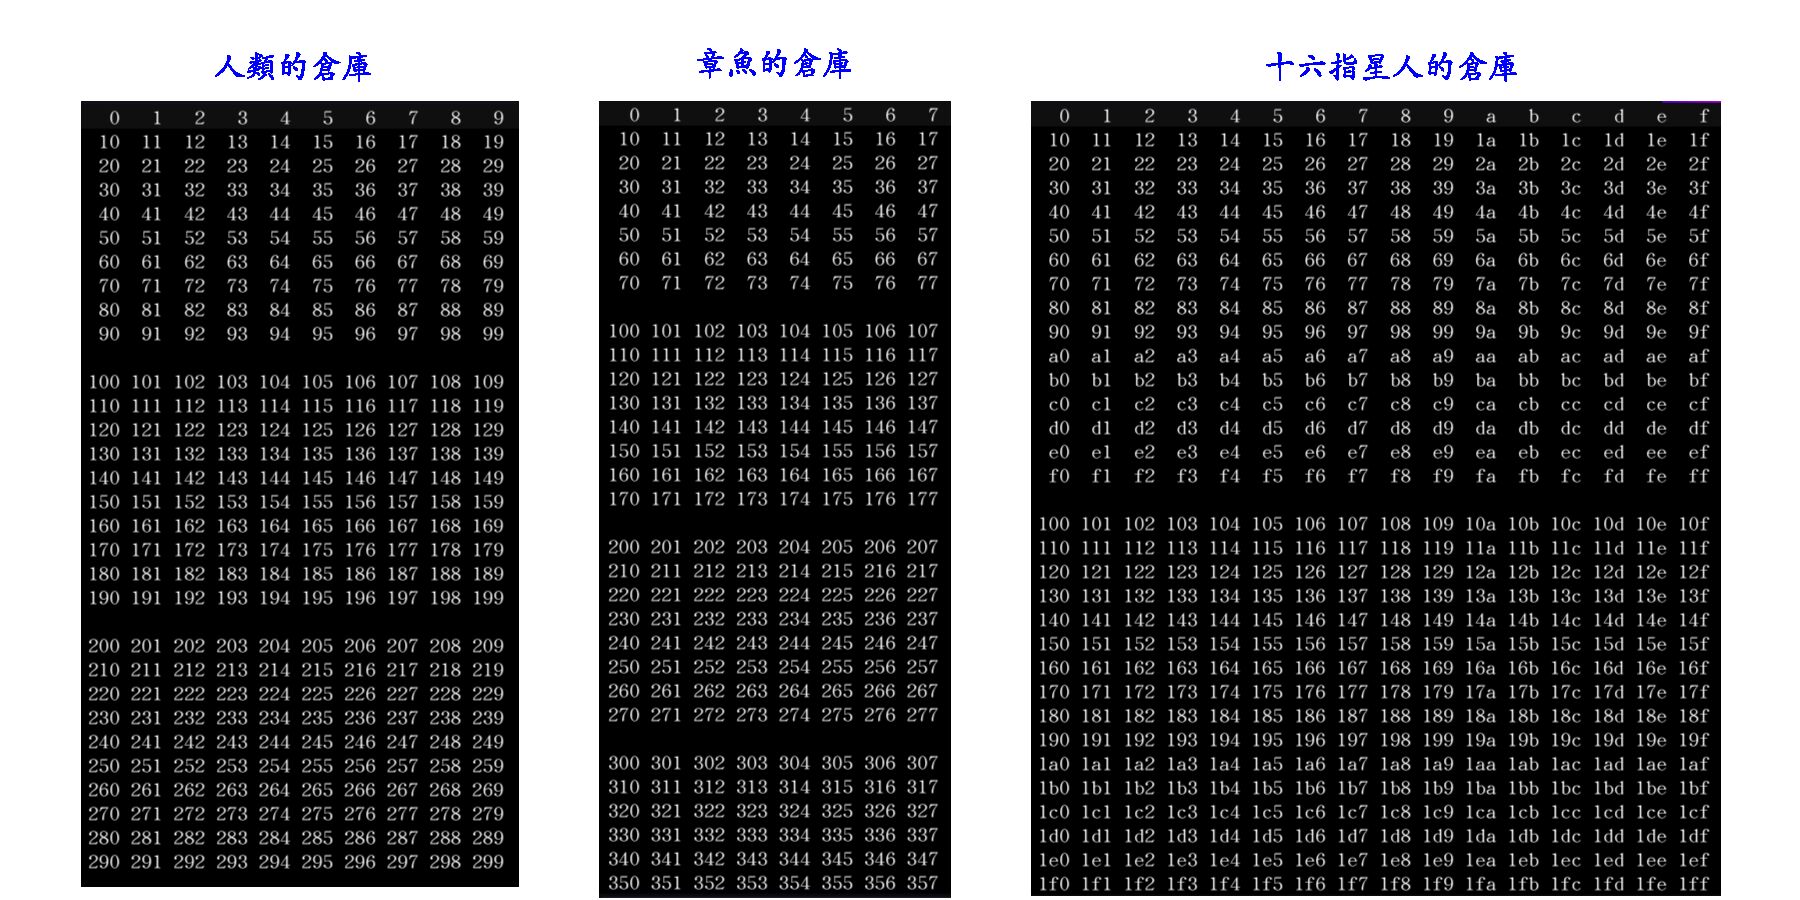 人類的倉庫
0 1 2 3 4 5 6 7 8 9
10 11 12 13 14 15 16 17 18 19
20 21 22 23 24 25 26 27 28 29
30 31 32 33 34 35 36 37 38 39
40 41 42 43 44 45 46 47 48 49
50 51 52 53 54 55 56 57 58 59
60 61 62 63 64 65 66 67 68 69
70 71 72 73 74 75 76 77 78 79
80 81 82 83 84 85 86 87 88 89
90 91 92 93 94 95 96 97 98 99
100 101 102 103 104 105 106 107 108 109
110 111 112 113 114 115 116 117 118 119
120 121 122 123 124 125 126 127 128 129
130 131 132 133 134 135 136 137 138 139
140 141 142 143 144 145 146 147 148 149
150 151 152 153 154 155 156 157 158 159
160 161 162 163 164 165 166 167 168 169
170 171 172 173 174 175 176 177 178 179
180 181 182 183 184 185 186 187 188 189
190 191 192 193 194 195 196 197 198 199
200 201 202 203 204 205 206 207 208 209
210 211 212 213 214 215 216 217 218 219
220 221 222 223 224 225 226 227 228 229
230 231 232 233 234 235 236 237 238 239
240 241 242 243 244 245 246 247 248 249
250 251 252 253 254 255 256 257 258 259
260 261 262 263 264 265 266 267 268 269
270 271 272 273 274 275 276 277 278 279
280 281 282 283 284 285 286 287 288 289
290 291 292 293 294 295 296 297 298 299
章魚的倉庫
0 1 2 3 4 5 6 7
10 11 12 13 14 15 16 17
20 21 22 23 24 25 26 27
30 31 32 33 34 35 36 37
40 41 42 43 44 45 46 47
50 51 52 53 54 55 56 57
60 61 62 63 64 65 66 67
70 71 72 73 74 75 76 77
100 101 102 103 104 105 106 107
110 111 112 113 114 115 116 117
120 121 122 123 124 125 126 127
130 131 132 133 134 135 136 137
140 141 142 143 144 145 146 147
150 151 152 153 154 155 156 157
160 161 162 163 164 165 166 167
170 171 172 173 174 175 176 177
200 201 202 203 204 205 206 207
210 211 212 213 214 215 216 217
220 221 222 223 224 225 226 227
230 231 232 233 234 235 236 237
240 241 242 243 244 245 246 247
250 251 252 253 254 255 256 257
260 261 262 263 264 265 266 267
270 271 272 273 274 275 276 277
300 301 302 303 304 305 306 307
310 311 312 313 314 315 316 317
320 321 322 323 324 325 326 327
330 331 332 333 334 335 336 337
340 341 342 343 344 345 346 347
350 351 352 353 354 355 356 357
十六指星人的倉庫
0 1 2 3 4 5 6 7 8 9 a b c d e f
10 11 12 13 14 15 16 17 18 19 1a 1b 1c 1d 1e 1f
20 21 22 23 24 25 26 27 28 29 2a 2b 2c 2d 2e 2f
30 31 32 33 34 35 36 37 38 39 3a 3b 3c 3d 3e 3f
40 41 42 43 44 45 46 47 48 49 4a 4b 4c 4d 4e 4f
50 51 52 53 54 55 56 57 58 59 5a 5b 5c 5d 5e 5f
60 61 62 63 64 65 66 67 68 69 6a 6b 6c 6d 6e 6f
70 71 72 73 74 75 76 77 78 79 7a 7b 7c 7d 7e 7f
80 81 82 83 84 85 86 87 88 89 8a 8b 8c 8d 8e 8f
90 91 92 93 94 95 96 97 98 99 9a 9b 9c 9d 9e 9f
a0 a1 a2 a3 a4 a5 a6 a7 a8 a9 aa ab ac ad ae af
b0 b1 b2 b3 b4 b5 b6 b7 b8 b9 ba bb bc bd be bf
c0 c1 c2 c3 c4 c5 c6 c7 c8 c9 ca cb cc cd ce cf
d0 d1 d2 d3 d4 d5 d6 d7 d8 d9 da db dc dd de df
e0 e1 e2 e3 e4 e5 e6 e7 e8 e9 ea eb ec ed ee ef
f0 f1 f2 f3 f4 f5 f6 f7 f8 f9 fa fb fc fd fe ff
100 101 102 103 104 105 106 107 108 109 10a 10b 10c 10d 10e 10f
110 111 112 113 114 115 116 117 118 119 11a 11b 11c 11d 11e 11f
120 121 122 123 124 125 126 127 128 129 12a 12b 12c 12d 12e 12f
130 131 132 133 134 135 136 137 138 139 13a 13b 13c 13d 13e 13f
140 141 142 143 144 145 146 147 148 149 14a 14b 14c 14d 14e 14f
150 151 152 153 154 155 156 157 158 159 15a 15b 15c 15d 15e 15f
160 161 162 163 164 165 166 167 168 169 16a 16b 16c 16d 16e 16f
170 171 172 173 174 175 176 177 178 179 17a 17b 17c 17d 17e 17f
180 181 182 183 184 185 186 187 188 189 18a 18b 18c 18d 18e 18f
190 191 192 193 194 195 196 197 198 199 19a 19b 19c 19d 19e 19f
1a0 1a1 1a2 1a3 1a4 1a5 1a6 1a7 1a8 1a9 1aa 1ab 1ac 1ad 1ae 1af
1b0 1b1 1b2 1b3 1b4 1b5 1b6 1b7 1b8 1b9 1ba 1bb 1bc 1bd 1be 1bf
1c0 1c1 1c2 1c3 1c4 1c5 1c6 1c7 1c8 1c9 1ca 1cb 1cc 1cd 1ce 1cf
1d0 1d1 1d2 1d3 1d4 1d5 1d6 1d7 1d8 1d9 1da 1db 1dc 1dd 1de 1df
1e0 1e1 1e2 1e3 1e4 1e5 1e6 1e7 1e8 1e9 1ea 1eb 1ec 1ed 1ee 1ef
1f0 1f1 1f2 1f3 1f4 1f5 1f6 1f7 1f8 1f9 1fa 1fb 1fc 1fd 1fe 1ff